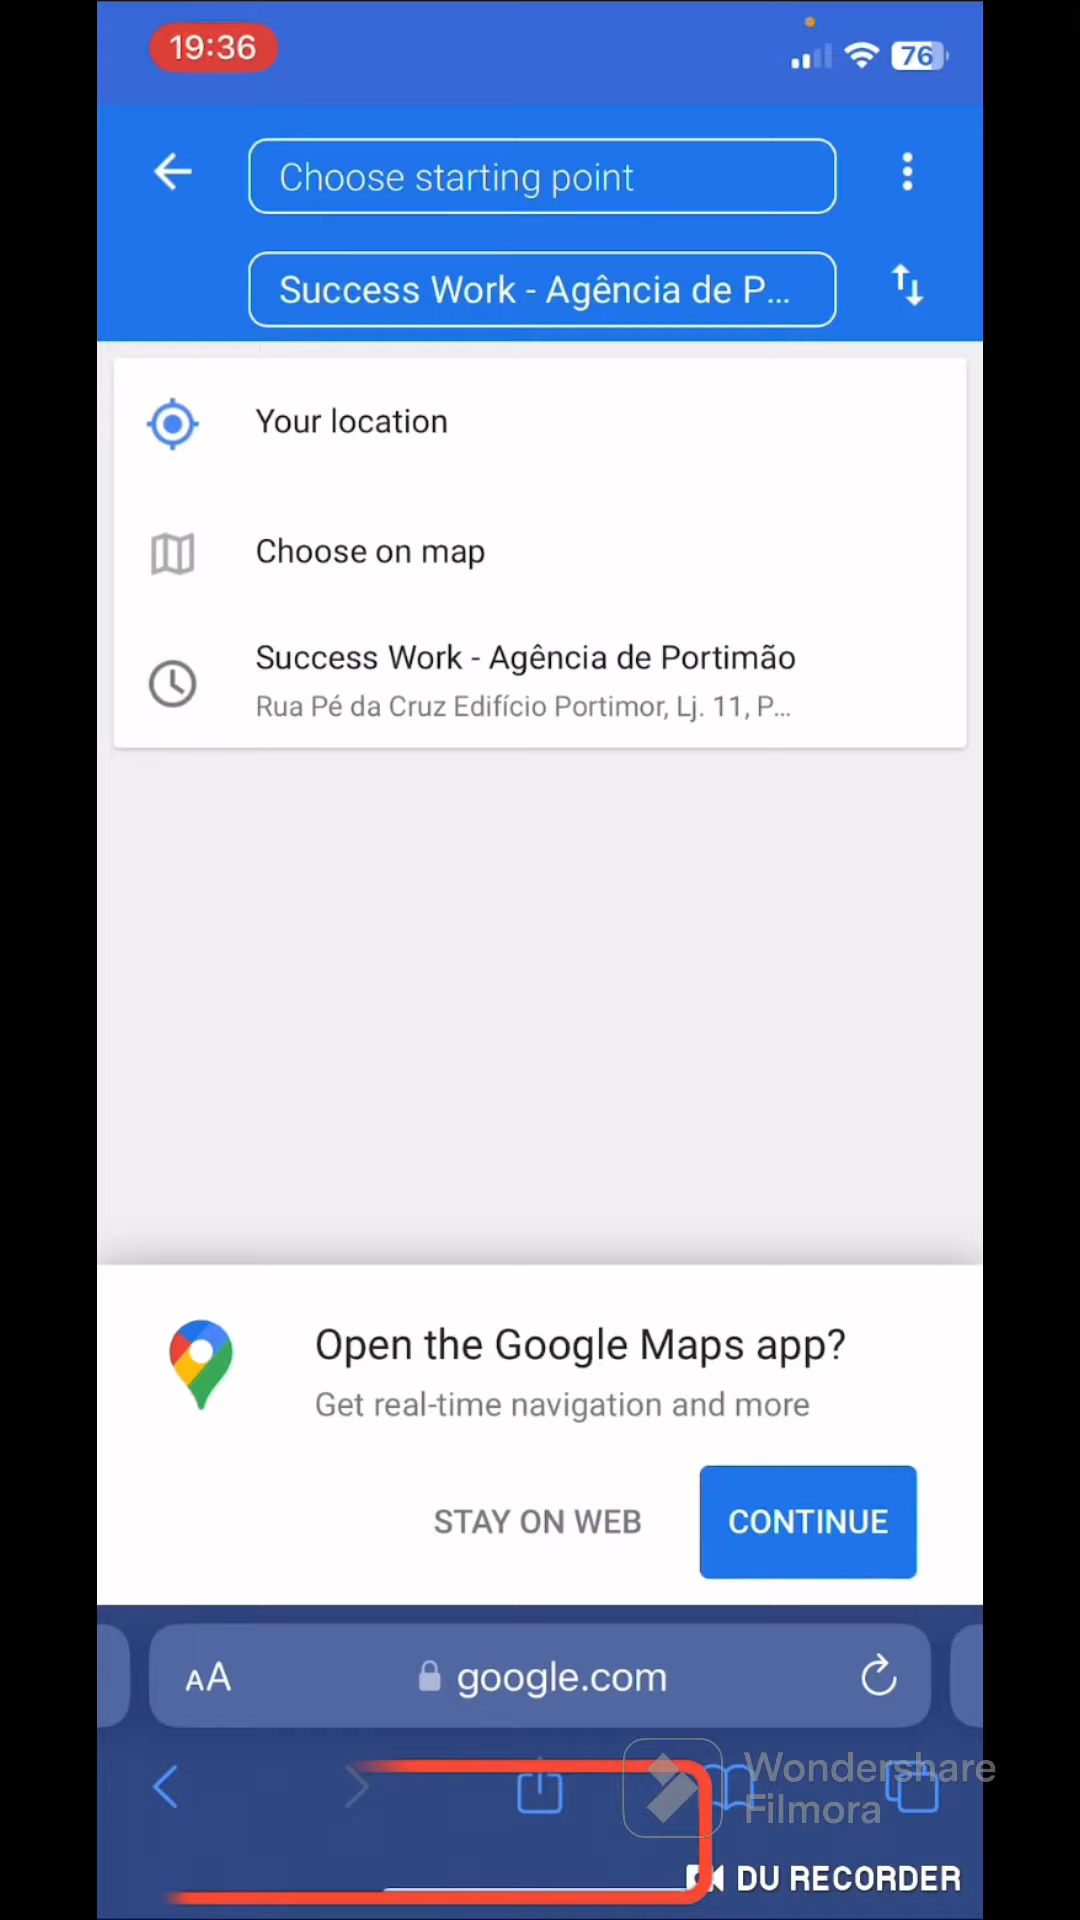 19:36
76
Choose starting point
Success Work - Agência de P...
Your location
Choose on map
Success Work - Agência de Portimão
Rua Pé da Cruz Edifício Portimor, Lj. 11, P...
Open the Google Maps app?
Get real-time navigation and more
STAY ON WEB
CONTINUE
AA
google.com
Wondershare
Filmora
DU RECORDER